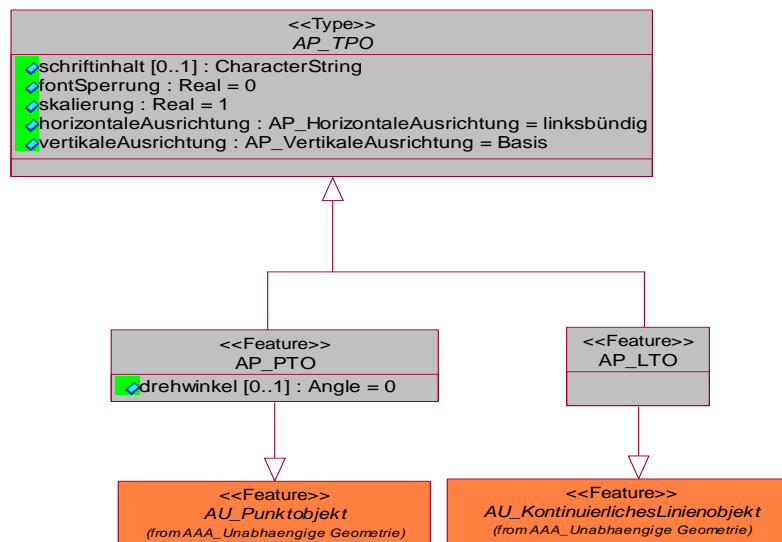 <<Type>>
AP_TPO
schriftinhalt [0..1] : CharacterString
fontSperrung : Real = 0
skalierung : Real = 1
horizontaleAusrichtung : AP_HorizontaleAusrichtung = linksbündig
vertikaleAusrichtung : AP_VertikaleAusrichtung = Basis
<<Feature>>
AP_PTO
drehwinkel [0..1] : Angle = 0
<<Feature>>
AP_LTO
<<Feature>>
AU_Punktobjekt
(from AAA_Unabhaengige Geometrie)
<<Feature>>
AU_KontinuierlichesLinienobjekt
(from AAA_Unabhaengige Geometrie)